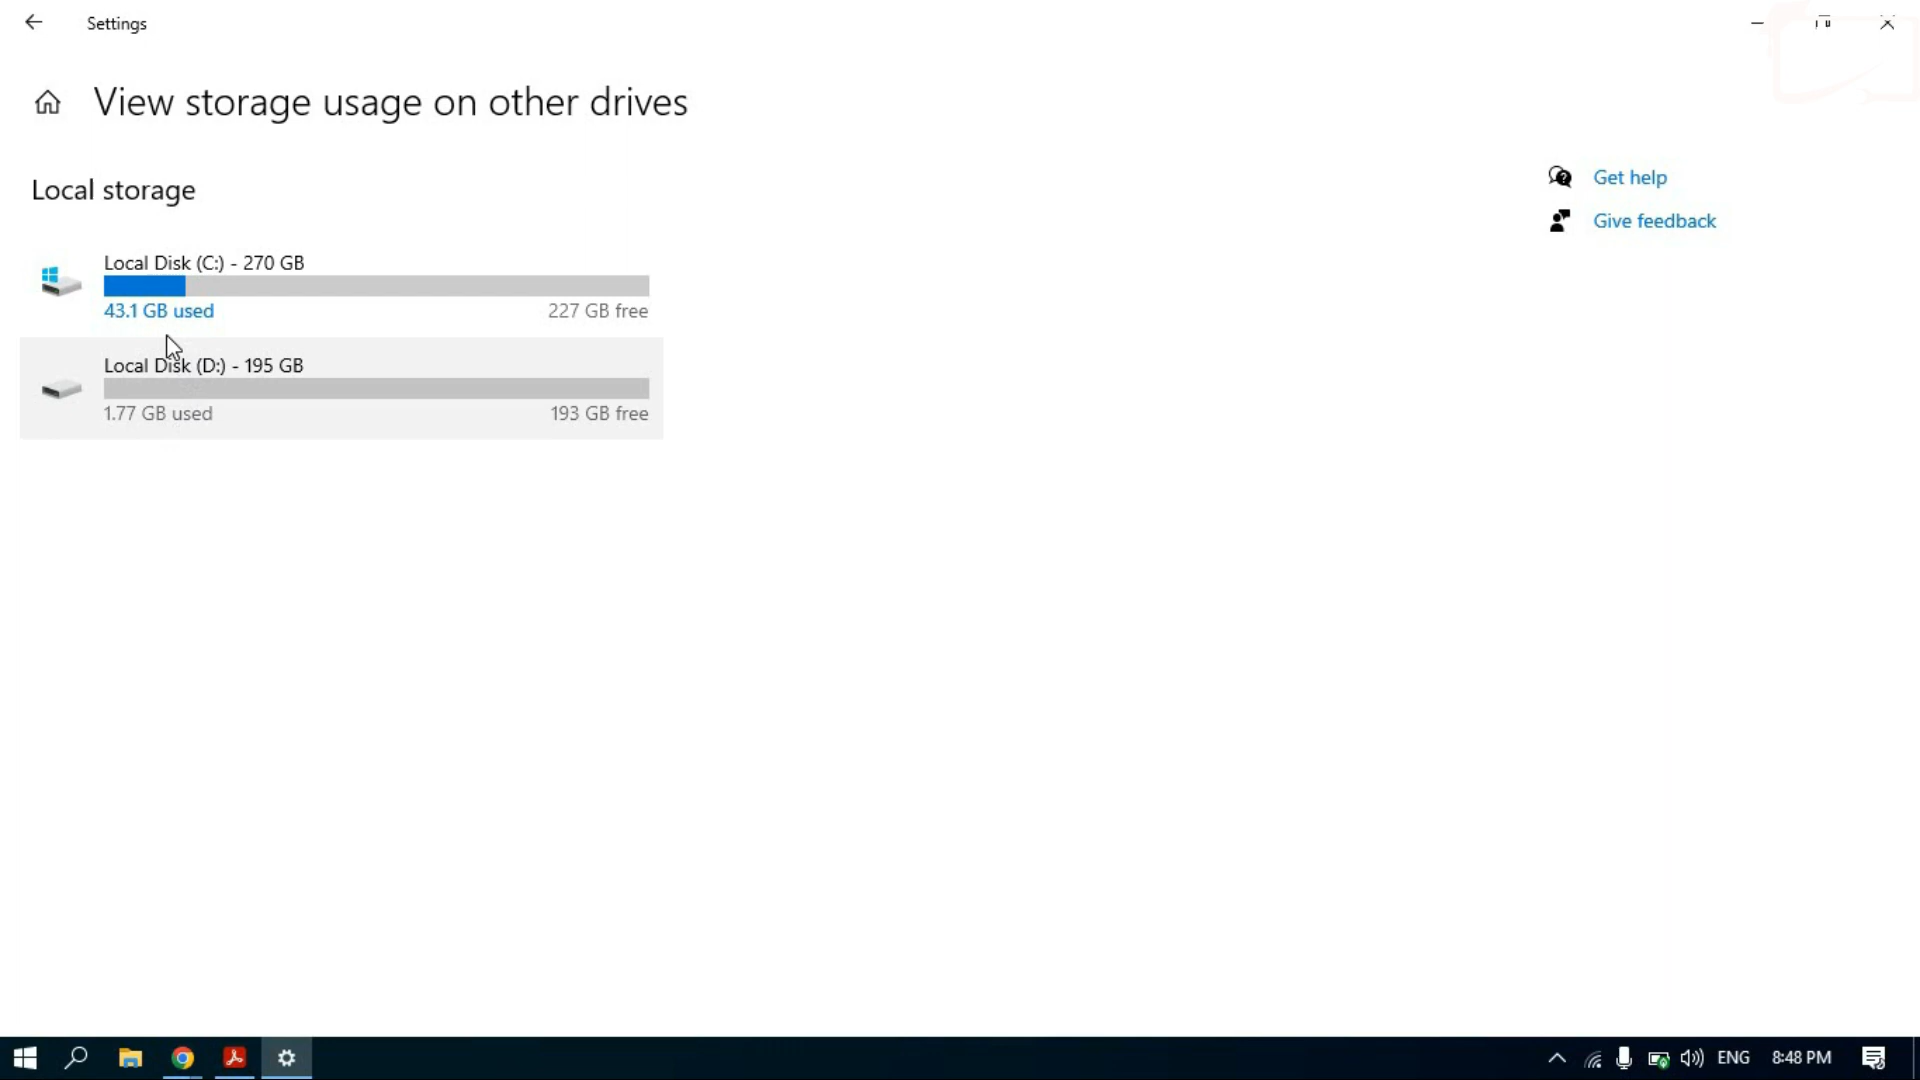 Settings
View storage usage on other drives
Local storage
Local Disk (C:) - 270 GB
43.1 GB used
227 GB free
Local Disk (D:) - 195 GB
1.77 GB used
193 GB free
Get help
Give feedback
ENG
8:48 PM